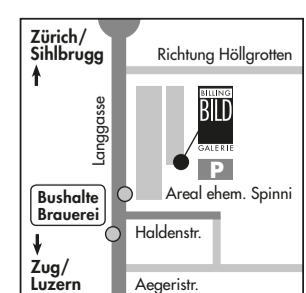 Zürich/
Sihlbrugg
Richtung Höllgrotten
Langgasse
BILLING
BILD
GALERIE
P
Areal ehem. Spinni
Bushalte
Brauerei
Haldenstr.
Zug/
Luzern
Aegeristr.